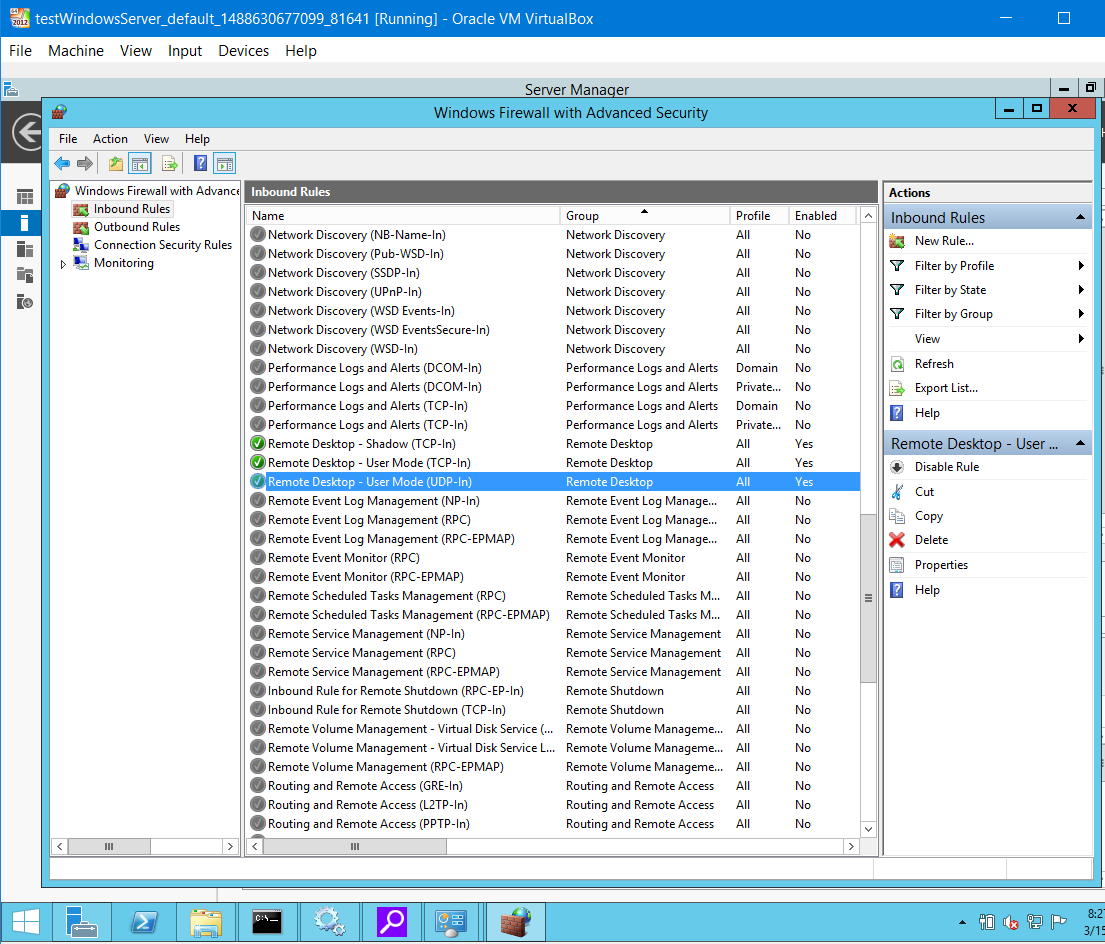 testWindowsServer_default_1488630677099_81641 [Running] - Oracle VM VirtualBox
File Machine View Input Devices Help
Server Manager
Windows Firewall with Advanced Security
File Action View Help
Windows Firewall with Advance
Inbound Rules
Outbound Rules
Connection Security Rules
Monitoring
Inbound Rules
Name Group Profile Enabled
Network Discovery (NB-Name-In) Network Discovery All No
Network Discovery (Pub-WSD-In) Network Discovery All No
Network Discovery (SSDP-In) Network Discovery All No
Network Discovery (UPnP-In) Network Discovery All No
Network Discovery (WSD Events-In) Network Discovery All No
Network Discovery (WSD EventsSecure-In) Network Discovery All No
Network Discovery (WSD-In) Network Discovery All No
Performance Logs and Alerts (DCOM-In) Performance Logs and Alerts Domain No
Performance Logs and Alerts (DCOM-In) Performance Logs and Alerts Private... No
Performance Logs and Alerts (TCP-In) Performance Logs and Alerts Domain No
Performance Logs and Alerts (TCP-In) Performance Logs and Alerts Private... No
Remote Desktop - Shadow (TCP-In) Remote Desktop All Yes
Remote Desktop - User Mode (TCP-In) Remote Desktop All Yes
Remote Desktop - User Mode (UDP-In) Remote Desktop All Yes
Remote Event Log Management (NP-In) Remote Event Log Manage... All No
Remote Event Log Management (RPC) Remote Event Log Manage... All No
Remote Event Log Management (RPC-EPMAP) Remote Event Log Manage... All No
Remote Event Monitor (RPC) Remote Event Monitor All No
Remote Event Monitor (RPC-EPMAP) Remote Event Monitor All No
Remote Scheduled Tasks Management (RPC) Remote Scheduled Tasks M... All No
Remote Scheduled Tasks Management (RPC-EPMAP) Remote Scheduled Tasks M... All No
Remote Service Management (NP-In) Remote Service Management All No
Remote Service Management (RPC) Remote Service Management All No
Remote Service Management (RPC-EPMAP) Remote Service Management All No
Inbound Rule for Remote Shutdown (RPC-EP-In) Remote Shutdown All No
Inbound Rule for Remote Shutdown (TCP-In) Remote Shutdown All No
Remote Volume Management - Virtual Disk Service (... Remote Volume Manageme... All No
Remote Volume Management - Virtual Disk Service L... Remote Volume Manageme... All No
Remote Volume Management (RPC-EPMAP) Remote Volume Manageme... All No
Routing and Remote Access (GRE-In) Routing and Remote Access All No
Routing and Remote Access (L2TP-In) Routing and Remote Access All No
Routing and Remote Access (PPTP-In) Routing and Remote Access All No
Actions
Inbound Rules
New Rule...
Filter by Profile
Filter by State
Filter by Group
View
Refresh
Export List...
Help
Remote Desktop - User ...
Disable Rule
Cut
Copy
Delete
Properties
Help
8:2
3/15